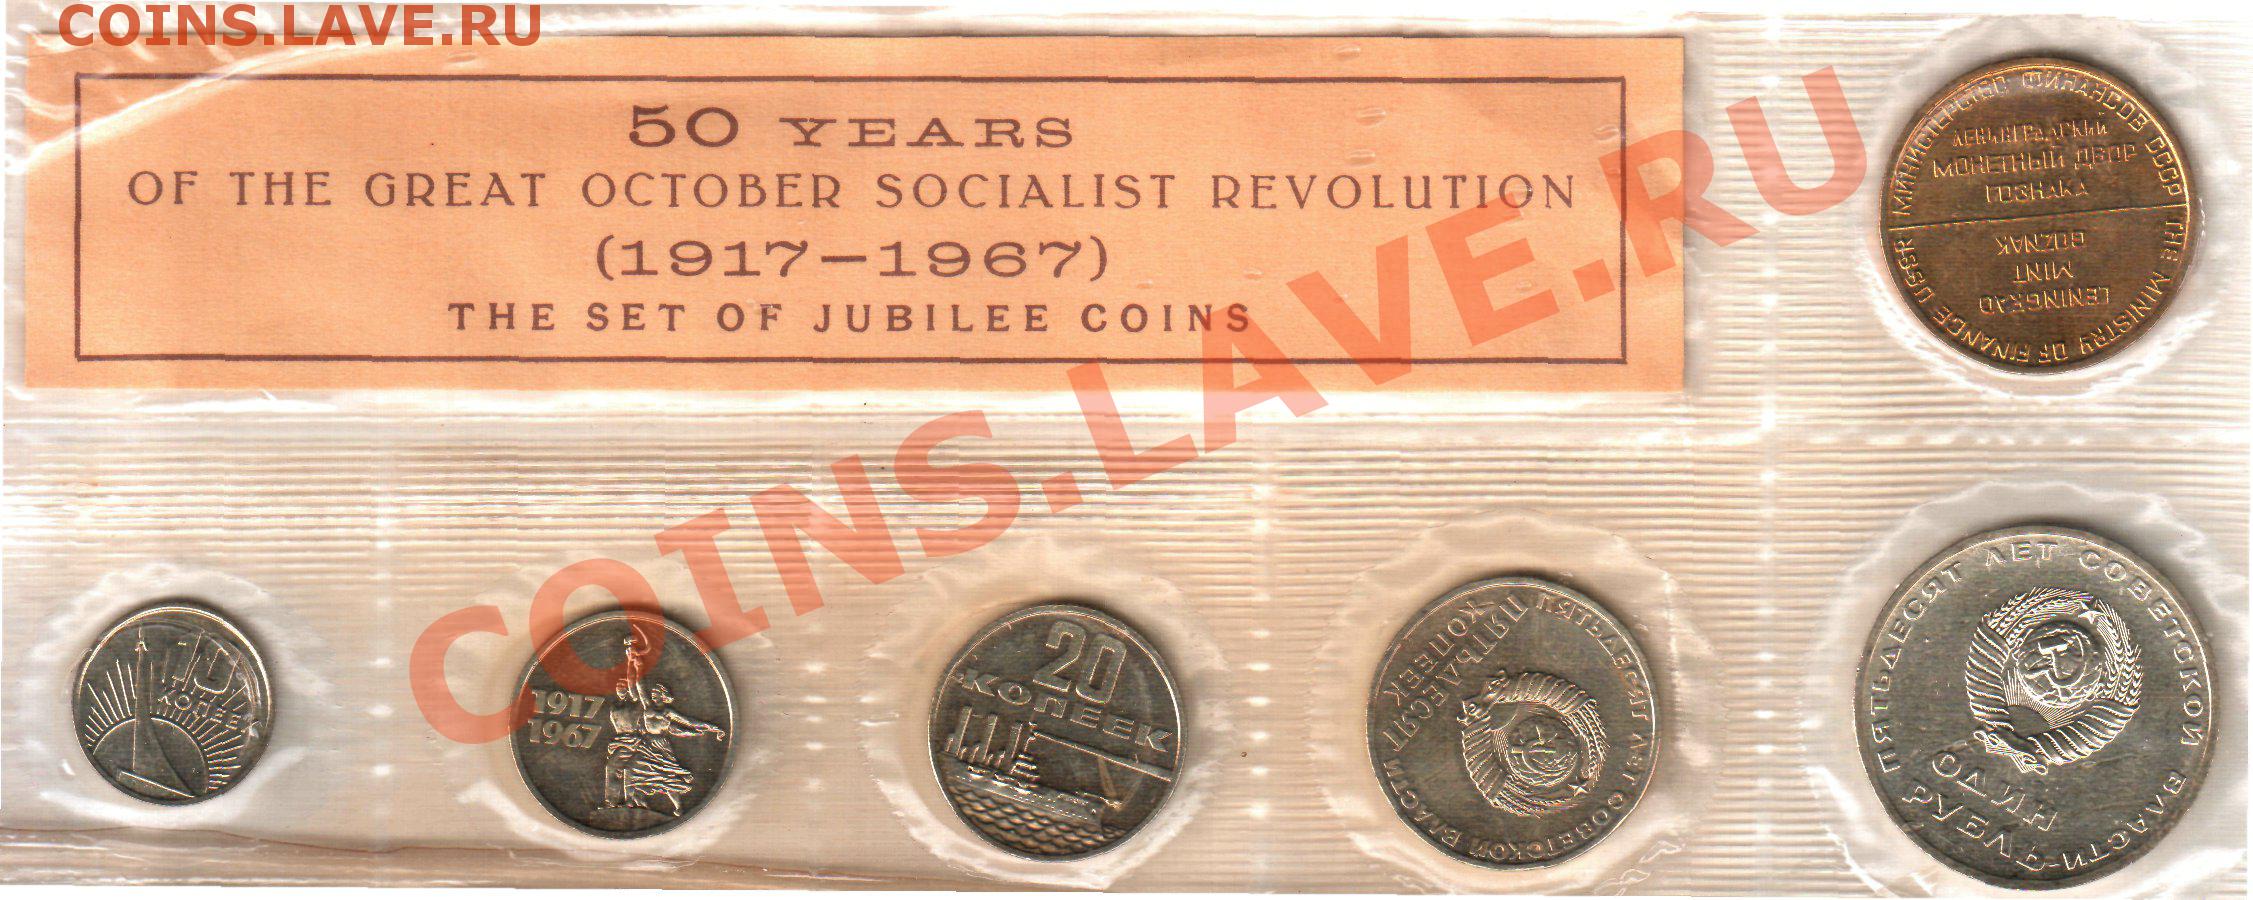 COINS.LAVE.RU
50 YEARS
OF THE GREAT OCTOBER SOCIALIST REVOLUTION
(1917–1967)
THE SET OF JUBILEE COINS
МИНИСТЕРСТВО ФИНАНСОВ СССР
ЛЕНИНГРАДСКИЙ
МОНЕТНЫЙ ДВОР
ГОЗНАКА
THE MINISTRY OF FINANCE USSR
LENINGRAD
MINT
GOZNAK
COINS.LAVE.RU
10
КОПЕЕК
1917
1967
20
КОПЕЕК
ПЯТЬДЕСЯТ ЛЕТ СОВЕТСКОЙ ВЛАСТИ
ПЯТЬДЕСЯТ
КОПЕЕК
ПЯТЬДЕСЯТ ЛЕТ СОВЕТСКОЙ ВЛАСТИ
ОДИН
РУБЛЬ